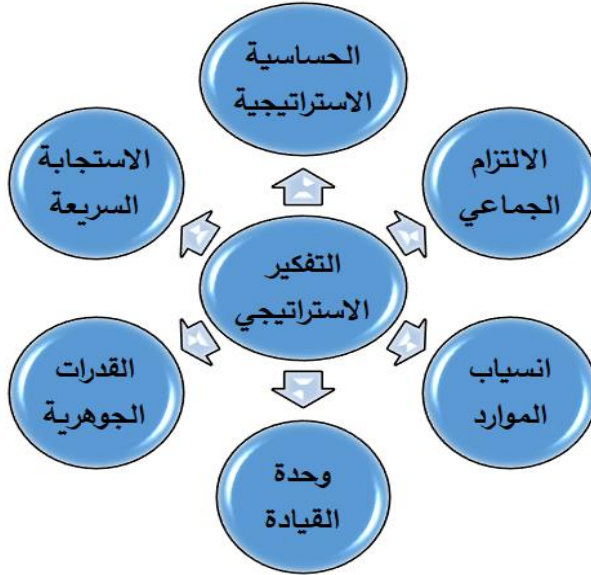 الحساسية
الاستراتيجية
الالتزام
الجماعي
الاستجابة
السريعة
التفكير
الاستراتيجي
انسياب
الموارد
القدرات
الجوهرية
وحدة
القيادة